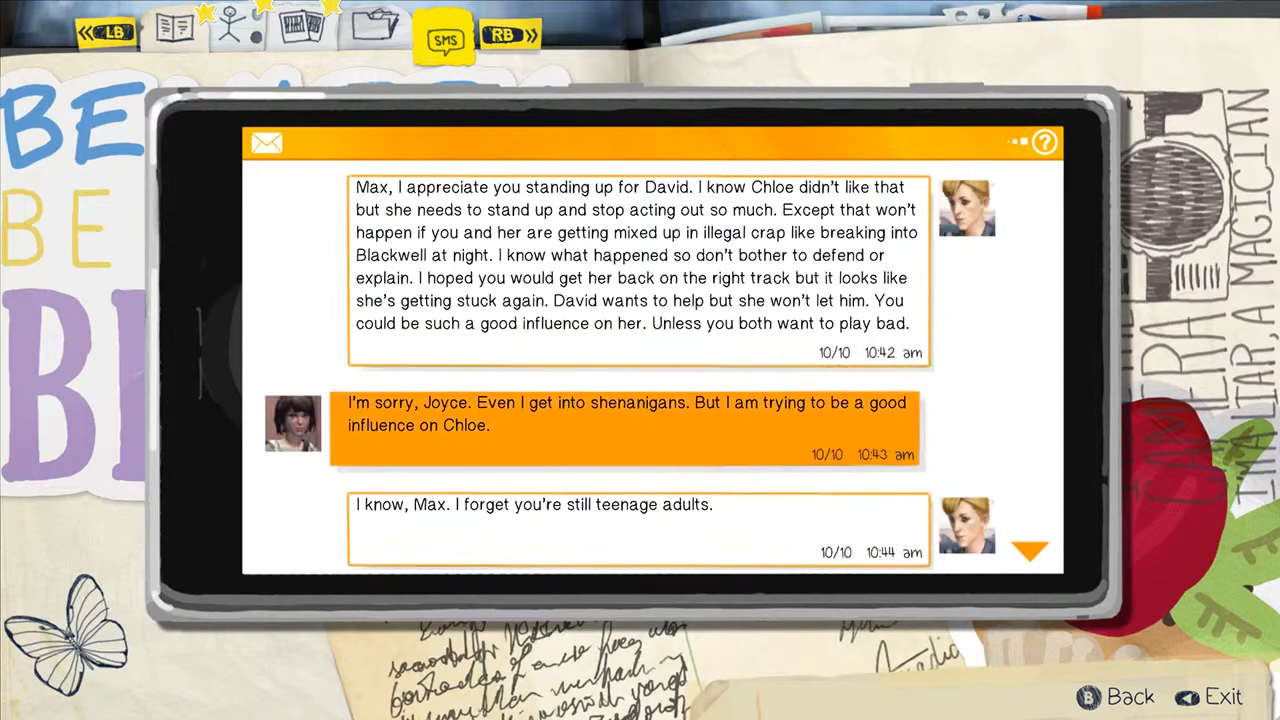 LB
SMS
RB
BE
BE
Max, I appreciate you standing up for David. I know Chloe didn't like that
but she needs to stand up and stop acting out so much. Except that won't
happen if you and her are getting mixed up in illegal crap like breaking into
Blackwell at night. I know what happened so don't bother to defend or
explain. I hoped you would get her back on the right track but it looks like
she's getting stuck again. David wants to help but she won't let him. You
could be such a good influence on her. Unless you both want to play bad.
10/10 10:42 am
I'm sorry, Joyce. Even I get into shenanigans. But I am trying to be a good
influence on Chloe.
10/10 10:43 am
I know, Max. I forget you're still teenage adults.
10/10 10:44 am
CAMERA
LIAR, A MAGICIAN
B Back Exit